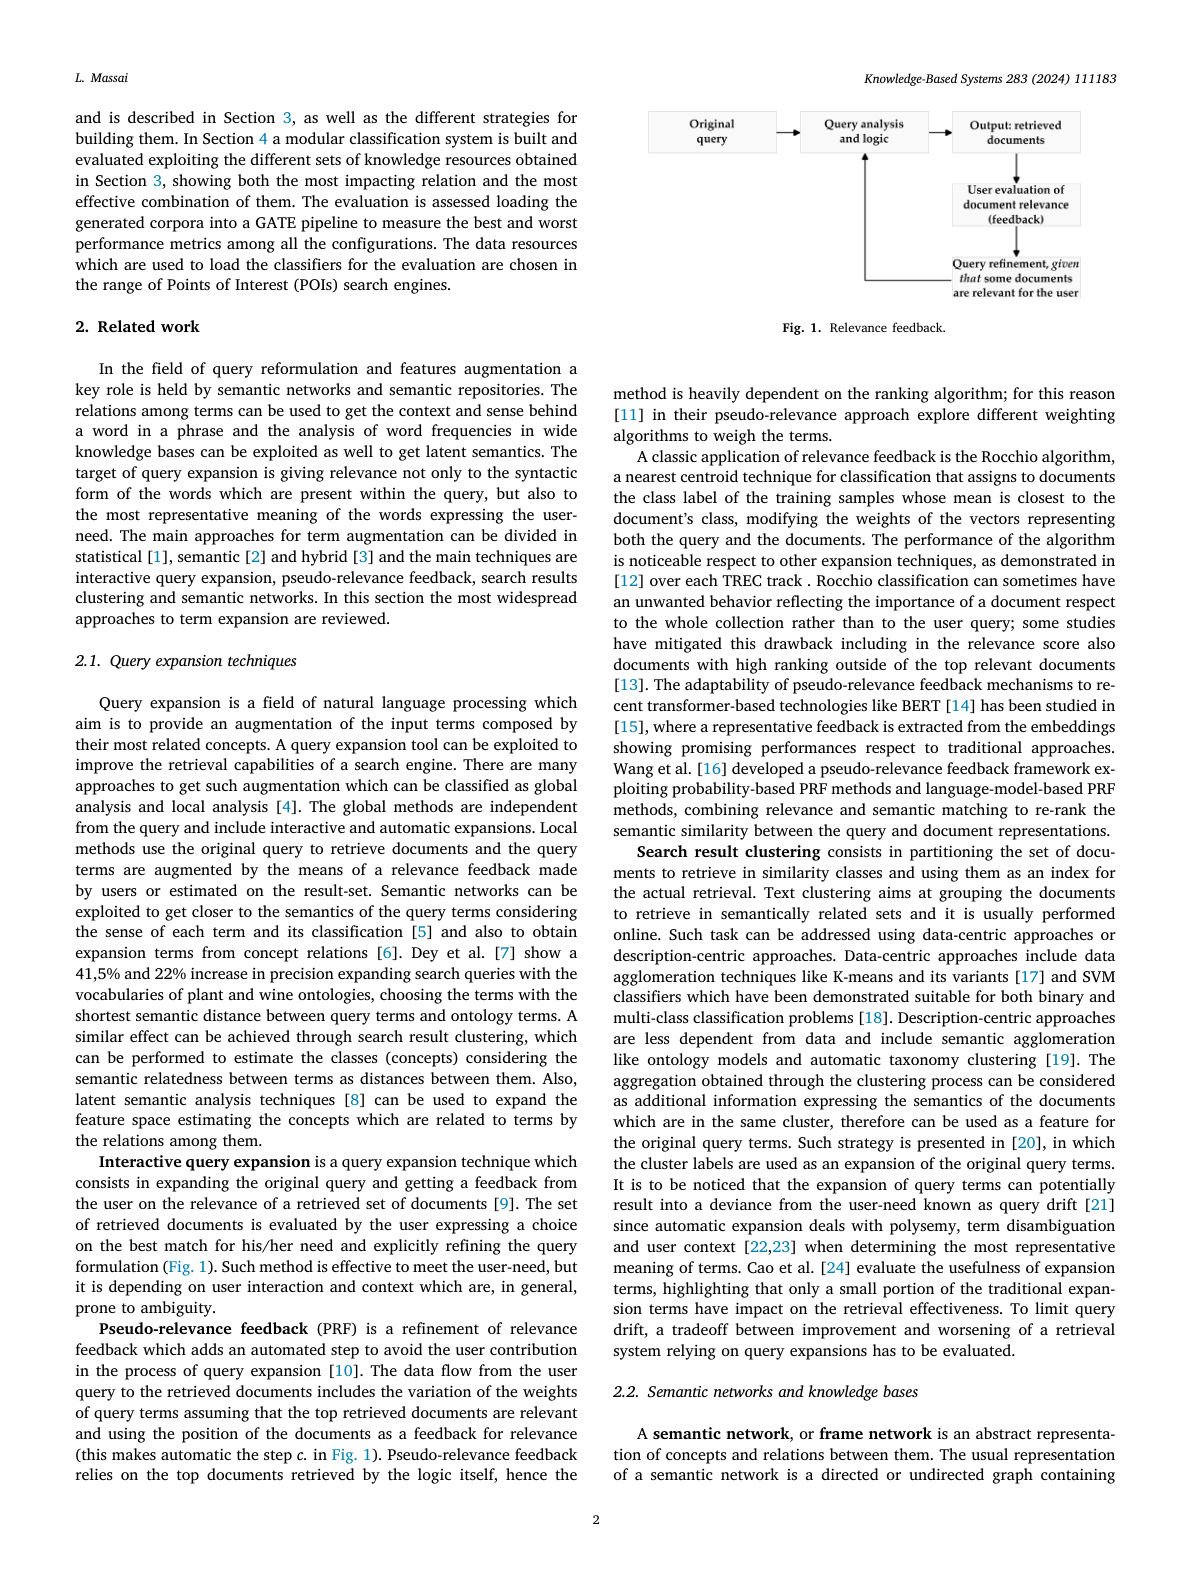 L. Massai
Knowledge-Based Systems 283 (2024) 111183
and is described in Section 3, as well as the different strategies for
building them. In Section 4 a modular classification system is built and
evaluated exploiting the different sets of knowledge resources obtained
in Section 3, showing both the most impacting relation and the most
effective combination of them. The evaluation is assessed loading the
generated corpora into a GATE pipeline to measure the best and worst
performance metrics among all the configurations. The data resources
which are used to load the classifiers for the evaluation are chosen in
the range of Points of Interest (POIs) search engines.
2. Related work
In the field of query reformulation and features augmentation a
key role is held by semantic networks and semantic repositories. The
relations among terms can be used to get the context and sense behind
a word in a phrase and the analysis of word frequencies in wide
knowledge bases can be exploited as well to get latent semantics. The
target of query expansion is giving relevance not only to the syntactic
form of the words which are present within the query, but also to
the most representative meaning of the words expressing the user-
need. The main approaches for term augmentation can be divided in
statistical [1], semantic [2] and hybrid [3] and the main techniques are
interactive query expansion, pseudo-relevance feedback, search results
clustering and semantic networks. In this section the most widespread
approaches to term expansion are reviewed.
2.1. Query expansion techniques
Query expansion is a field of natural language processing which
aim is to provide an augmentation of the input terms composed by
their most related concepts. A query expansion tool can be exploited to
improve the retrieval capabilities of a search engine. There are many
approaches to get such augmentation which can be classified as global
analysis and local analysis [4]. The global methods are independent
from the query and include interactive and automatic expansions. Local
methods use the original query to retrieve documents and the query
terms are augmented by the means of a relevance feedback made
by users or estimated on the result-set. Semantic networks can be
exploited to get closer to the semantics of the query terms considering
the sense of each term and its classification [5] and also to obtain
expansion terms from concept relations [6]. Dey et al. [7] show a
41,5% and 22% increase in precision expanding search queries with the
vocabularies of plant and wine ontologies, choosing the terms with the
shortest semantic distance between query terms and ontology terms. A
similar effect can be achieved through search result clustering, which
can be performed to estimate the classes (concepts) considering the
semantic relatedness between terms as distances between them. Also,
latent semantic analysis techniques [8] can be used to expand the
feature space estimating the concepts which are related to terms by
the relations among them.
Interactive query expansion is a query expansion technique which
consists in expanding the original query and getting a feedback from
the user on the relevance of a retrieved set of documents [9]. The set
of retrieved documents is evaluated by the user expressing a choice
on the best match for his/her need and explicitly refining the query
formulation (Fig. 1). Such method is effective to meet the user-need, but
it is depending on user interaction and context which are, in general,
prone to ambiguity.
Pseudo-relevance feedback (PRF) is a refinement of relevance
feedback which adds an automated step to avoid the user contribution
in the process of query expansion [10]. The data flow from the user
query to the retrieved documents includes the variation of the weights
of query terms assuming that the top retrieved documents are relevant
and using the position of the documents as a feedback for relevance
(this makes automatic the step c. in Fig. 1). Pseudo-relevance feedback
relies on the top documents retrieved by the logic itself, hence the
Original
query
Query analysis
and logic
Output: retrieved
documents
User evaluation of
document relevance
(feedback)
Query refinement, given
that some documents
are relevant for the user
Fig. 1. Relevance feedback.
method is heavily dependent on the ranking algorithm; for this reason
[11] in their pseudo-relevance approach explore different weighting
algorithms to weigh the terms.
A classic application of relevance feedback is the Rocchio algorithm,
a nearest centroid technique for classification that assigns to documents
the class label of the training samples whose mean is closest to the
document's class, modifying the weights of the vectors representing
both the query and the documents. The performance of the algorithm
is noticeable respect to other expansion techniques, as demonstrated in
[12] over each TREC track . Rocchio classification can sometimes have
an unwanted behavior reflecting the importance of a document respect
to the whole collection rather than to the user query; some studies
have mitigated this drawback including in the relevance score also
documents with high ranking outside of the top relevant documents
[13]. The adaptability of pseudo-relevance feedback mechanisms to re-
cent transformer-based technologies like BERT [14] has been studied in
[15], where a representative feedback is extracted from the embeddings
showing promising performances respect to traditional approaches.
Wang et al. [16] developed a pseudo-relevance feedback framework ex-
ploiting probability-based PRF methods and language-model-based PRF
methods, combining relevance and semantic matching to re-rank the
semantic similarity between the query and document representations.
Search result clustering consists in partitioning the set of docu-
ments to retrieve in similarity classes and using them as an index for
the actual retrieval. Text clustering aims at grouping the documents
to retrieve in semantically related sets and it is usually performed
online. Such task can be addressed using data-centric approaches or
description-centric approaches. Data-centric approaches include data
agglomeration techniques like K-means and its variants [17] and SVM
classifiers which have been demonstrated suitable for both binary and
multi-class classification problems [18]. Description-centric approaches
are less dependent from data and include semantic agglomeration
like ontology models and automatic taxonomy clustering [19]. The
aggregation obtained through the clustering process can be considered
as additional information expressing the semantics of the documents
which are in the same cluster, therefore can be used as a feature for
the original query terms. Such strategy is presented in [20], in which
the cluster labels are used as an expansion of the original query terms.
It is to be noticed that the expansion of query terms can potentially
result into a deviance from the user-need known as query drift [21]
since automatic expansion deals with polysemy, term disambiguation
and user context [22,23] when determining the most representative
meaning of terms. Cao et al. [24] evaluate the usefulness of expansion
terms, highlighting that only a small portion of the traditional expan-
sion terms have impact on the retrieval effectiveness. To limit query
drift, a tradeoff between improvement and worsening of a retrieval
system relying on query expansions has to be evaluated.
2.2. Semantic networks and knowledge bases
A semantic network, or frame network is an abstract representa-
tion of concepts and relations between them. The usual representation
of a semantic network is a directed or undirected graph containing
2